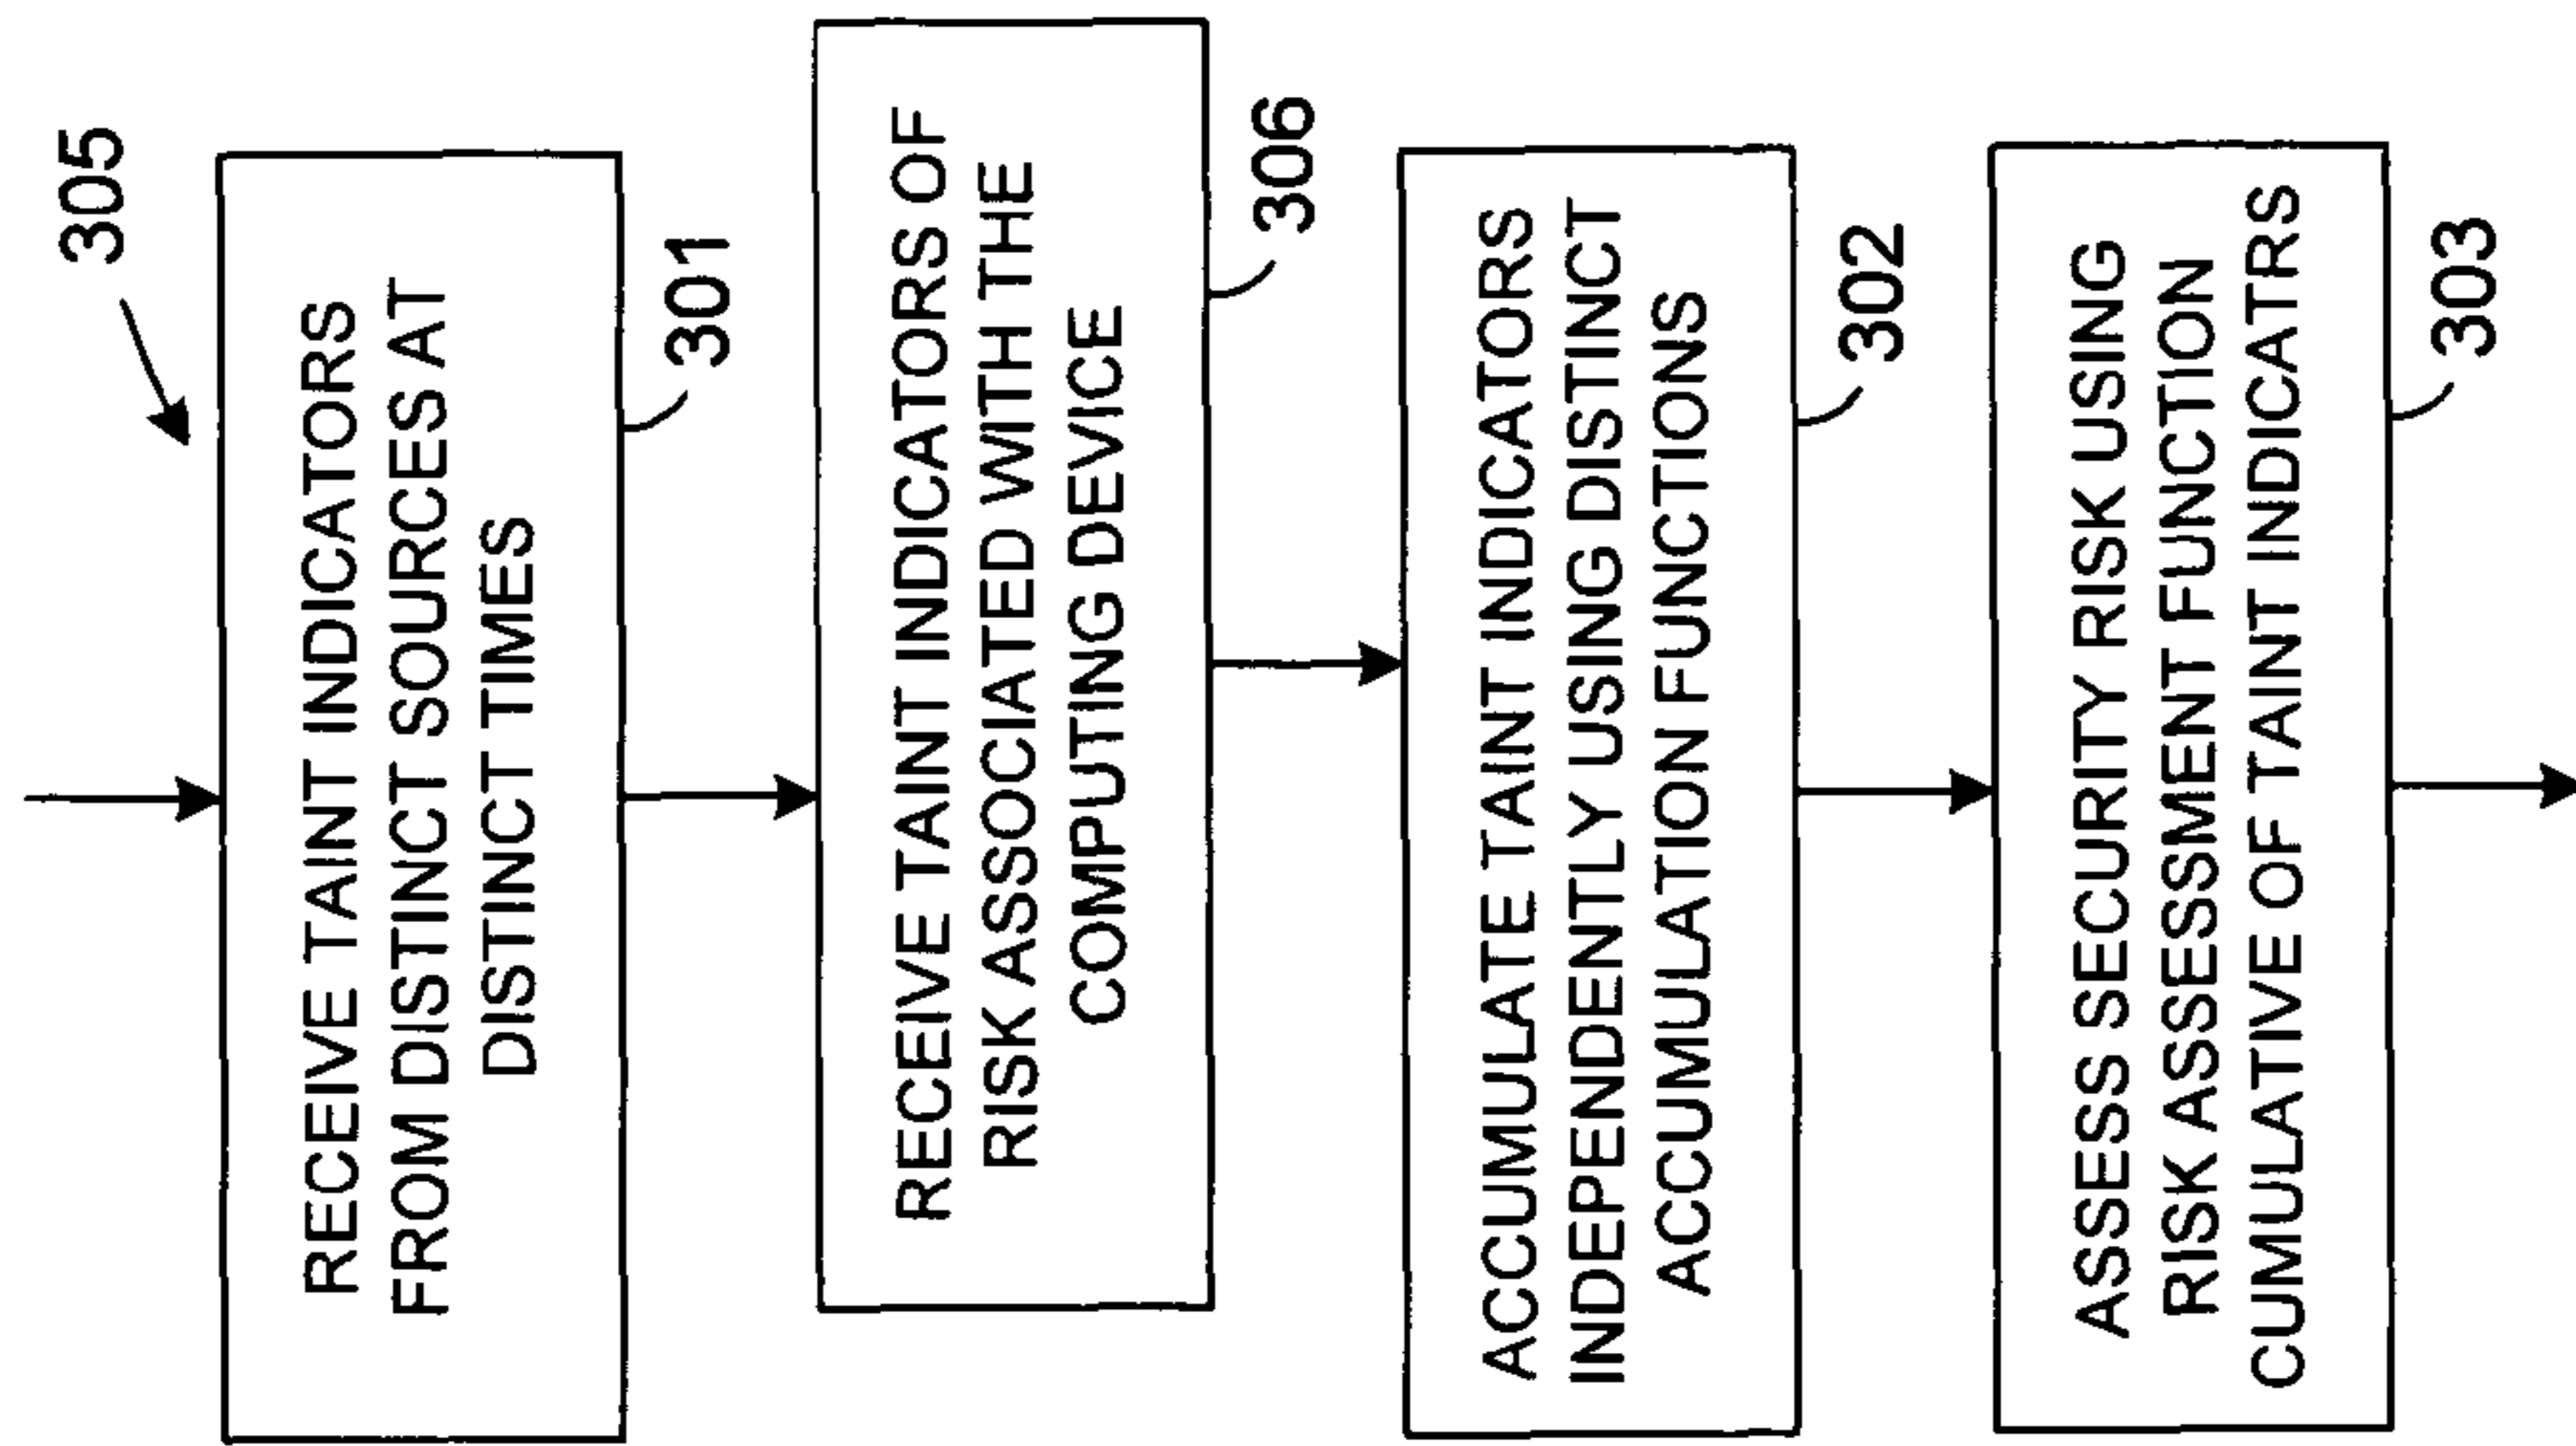 305
RECEIVE TAINT INDICATORS
FROM DISTINCT SOURCES AT
DISTINCT TIMES
301
RECEIVE TAINT INDICATORS OF
RISK ASSOCIATED WITH THE
COMPUTING DEVICE
306
ACCUMULATE TAINT INDICATORS
INDEPENDENTLY USING DISTINCT
ACCUMULATION FUNCTIONS
302
ASSESS SECURITY RISK USING
RISK ASSESSMENT FUNCTION
CUMULATIVE OF TAINT INDICATRS
303